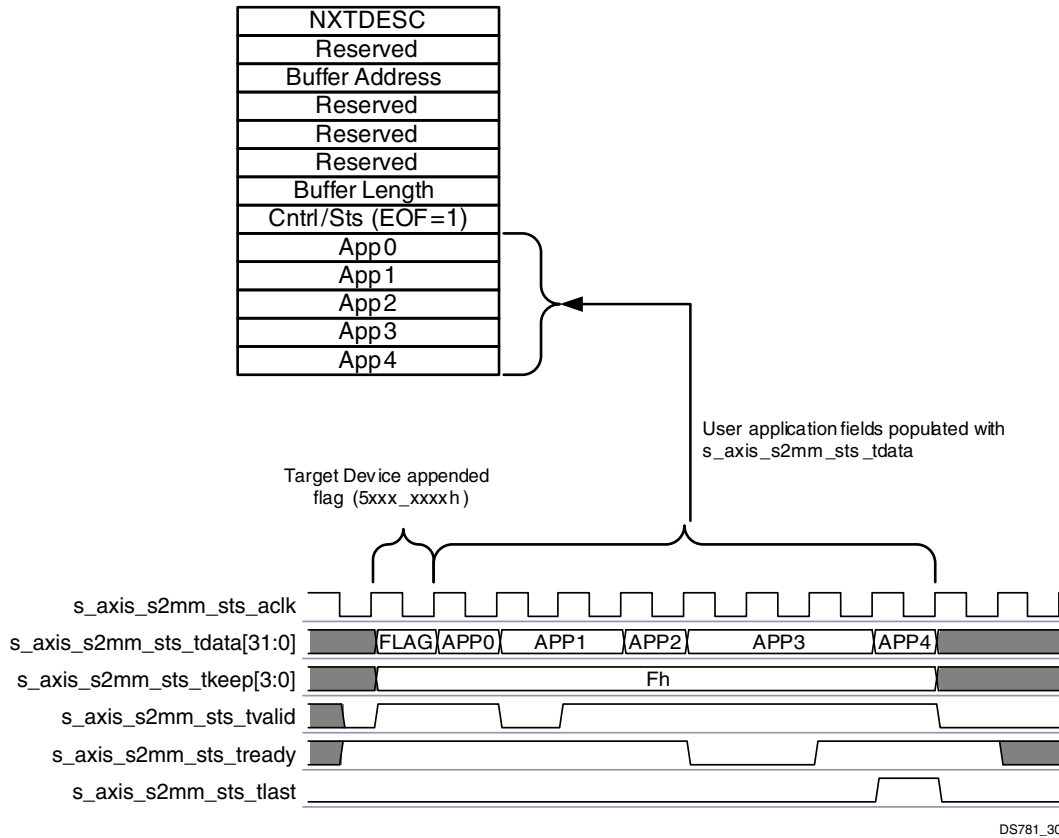 NXTDESC
Reserved
Buffer Address
Reserved
Reserved
Reserved
Buffer Length
Cntrl/Sts (EOF=1)
App0
App1
App2
App3
App4
User application fields populated with
s_axis_s2mm_sts_tdata
Target Device appended
flag (5xxx_xxxxh)
s_axis_s2mm_sts_aclk
s_axis_s2mm_sts_tdata[31:0] FLAG APP0 APP1 APP2 APP3 APP4
s_axis_s2mm_sts_tkeep[3:0] Fh
s_axis_s2mm_sts_tvalid
s_axis_s2mm_sts_tready
s_axis_s2mm_sts_tlast
DS781_30